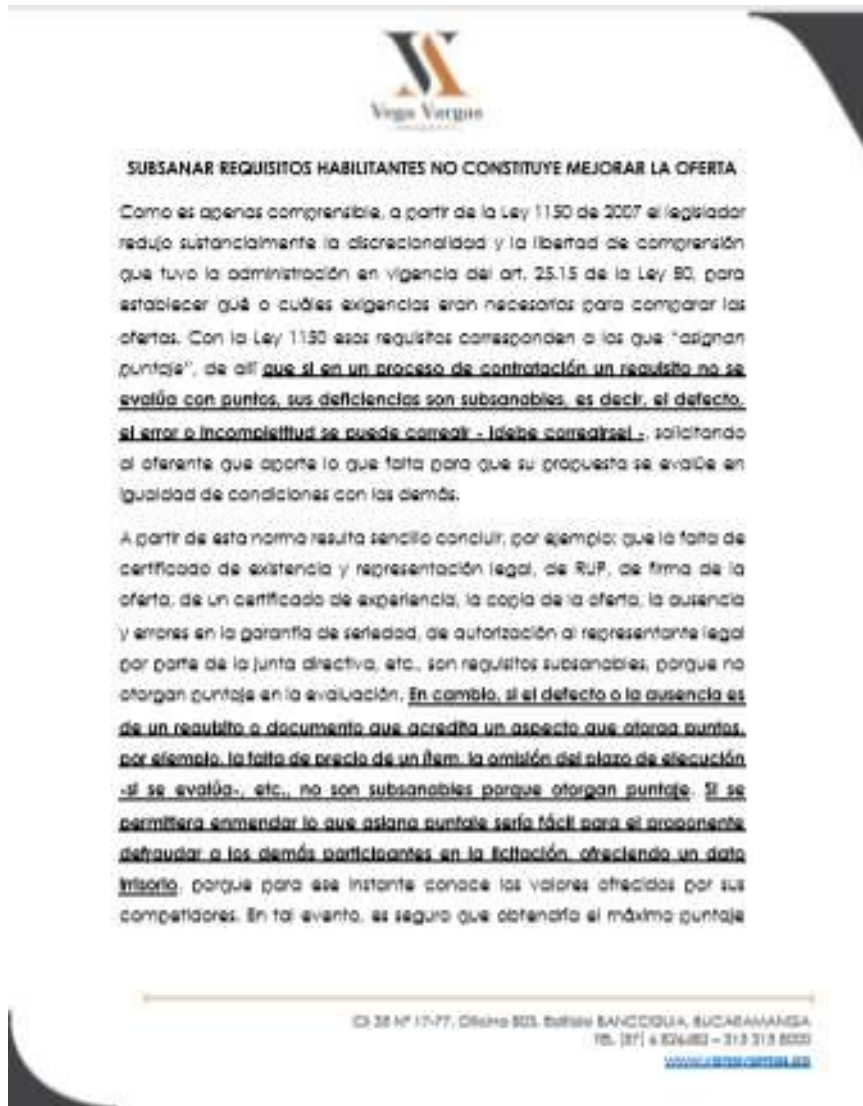 Vega Vargas
SUBSANAR REQUISITOS HABILITANTES NO CONSTITUYE MEJORAR LA OFERTA
Como es apenas comprensible, a partir de la Ley 1150 de 2007 el legislador
redujo sustancialmente la discrecionalidad y la libertad de comprensión
que tuvo la administración en vigencia del art. 25.15 de la Ley 80, para
establecer qué o cuáles exigencias eran necesarias para comparar las
ofertas. Con la Ley 1150 esos requisitos corresponden a los que "asignan
puntaje", de allí que si en un proceso de contratación un requisito no se
evalúa con puntos, sus deficiencias son subsanables, es decir, el defecto,
el error o incompletitud se puede corregir - ¡debe corregirse! -, solicitando
al oferente que aporte lo que falta para que su propuesta se evalúe en
igualdad de condiciones con las demás.
A partir de esta norma resulta sencillo concluir, por ejemplo: que la falta de
certificado de existencia y representación legal, de RUP, de firma de la
oferta, de un certificado de experiencia, la copia de la oferta, la ausencia
y errores en la garantía de seriedad, de autorización al representante legal
por parte de la junta directiva, etc., son requisitos subsanables, porque no
otorgan puntaje en la evaluación. En cambio, si el defecto o la ausencia es
de un requisito o documento que acredita un aspecto que otorga puntos,
por ejemplo, la falta de precio de un ítem, la omisión del plazo de ejecución
-si se evalúa-, etc., no son subsanables porque otorgan puntaje. Si se
permitiera enmendar lo que asigna puntaje sería fácil para el proponente
defraudar a los demás participantes en la licitación, ofreciendo un dato
irrisorio, porque para ese instante conoce los valores ofrecidos por sus
competidores. En tal evento, es seguro que obtendría el máximo puntaje
Nº 17-77, Oficina 803, Edificio BANCOQUIA, BUCARAMANGA